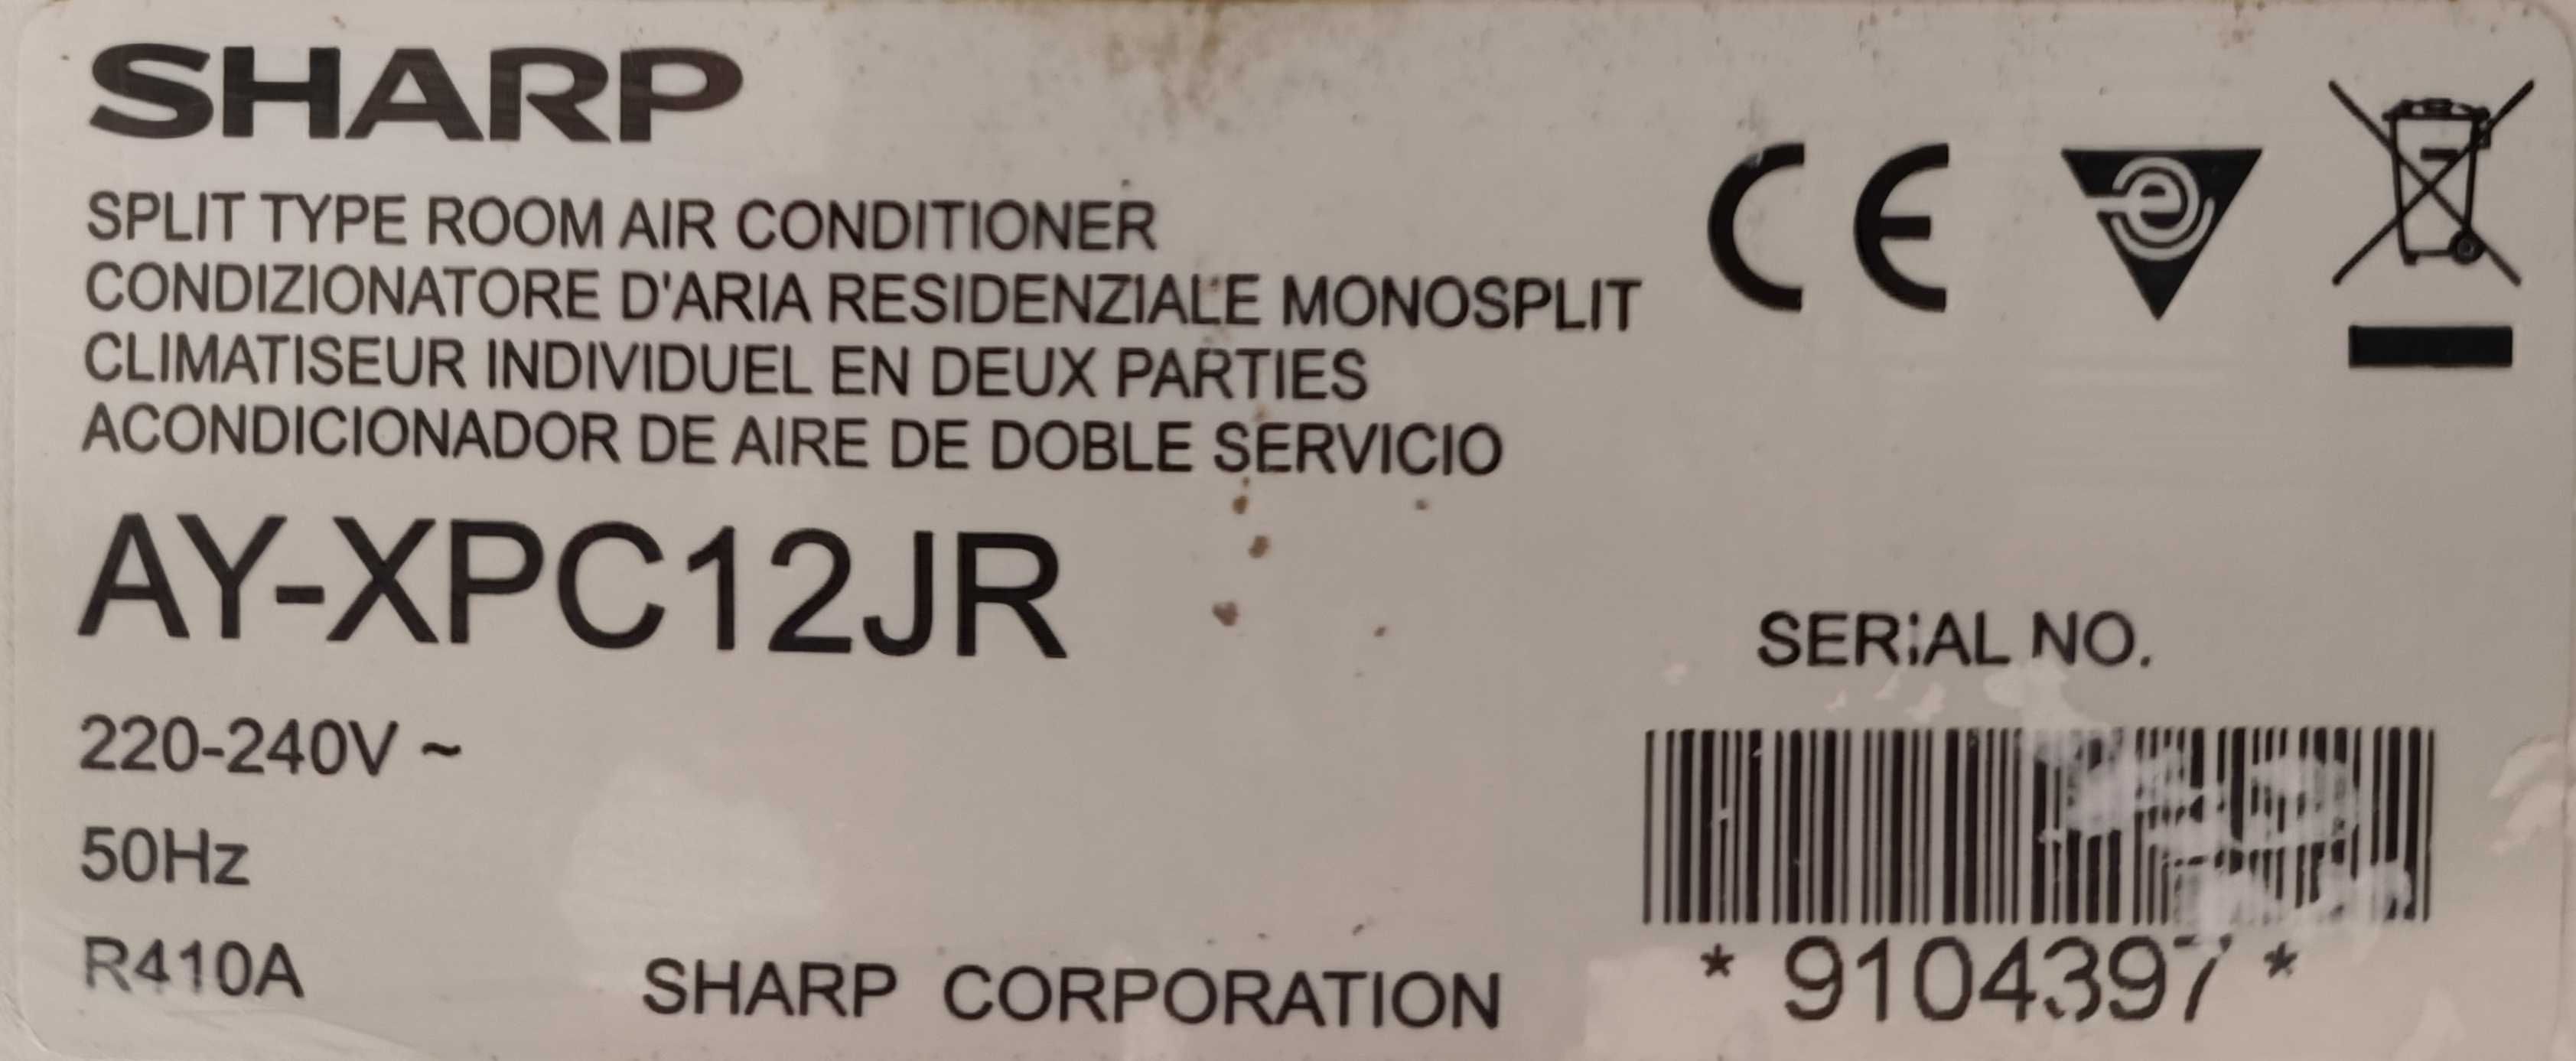 SHARP
SPLIT TYPE ROOM AIR CONDITIONER
CONDIZIONATORE D'ARIA RESIDENZIALE MONOSPLIT
CLIMATISEUR INDIVIDUEL EN DEUX PARTIES
ACONDICIONADOR DE AIRE DE DOBLE SERVICIO
AY-XPC12JR
220-240V ~
50Hz
R410A
SHARP CORPORATION
CE
e
SERIAL NO.
* 9104397 *